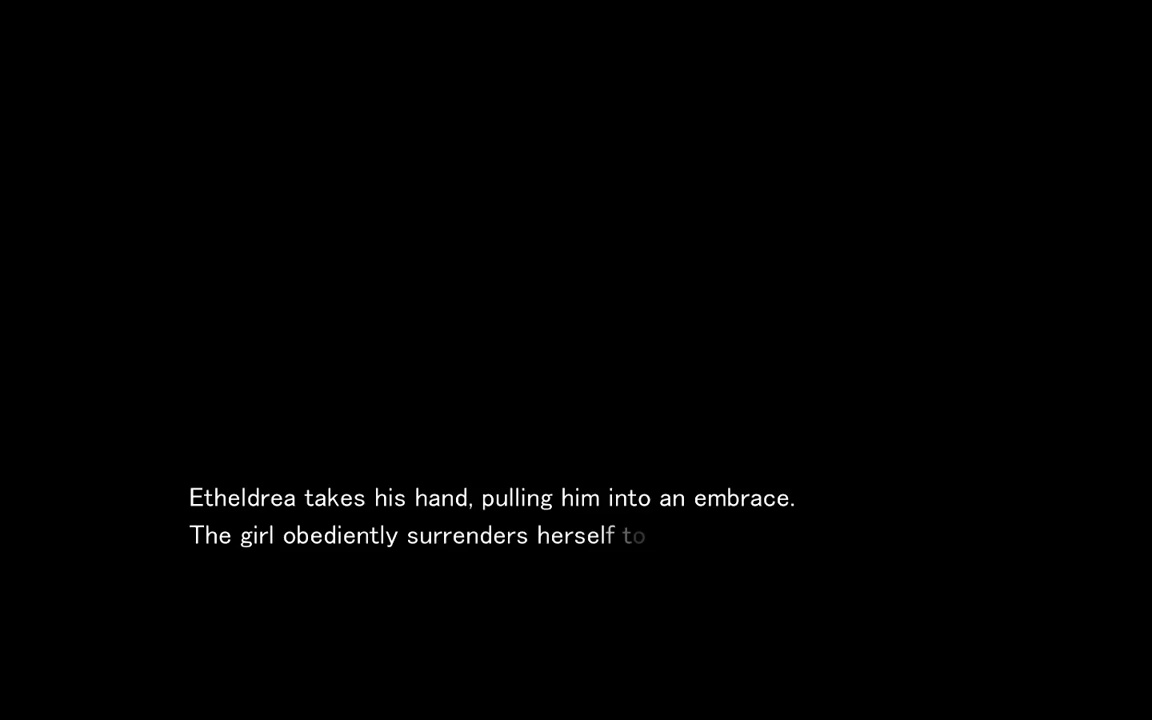 Etheldrea takes his hand, pulling him into an embrace.
The girl obediently surrenders herself to